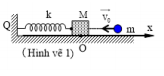 k M v₀
Q m x
O
(Hình vẽ 1)